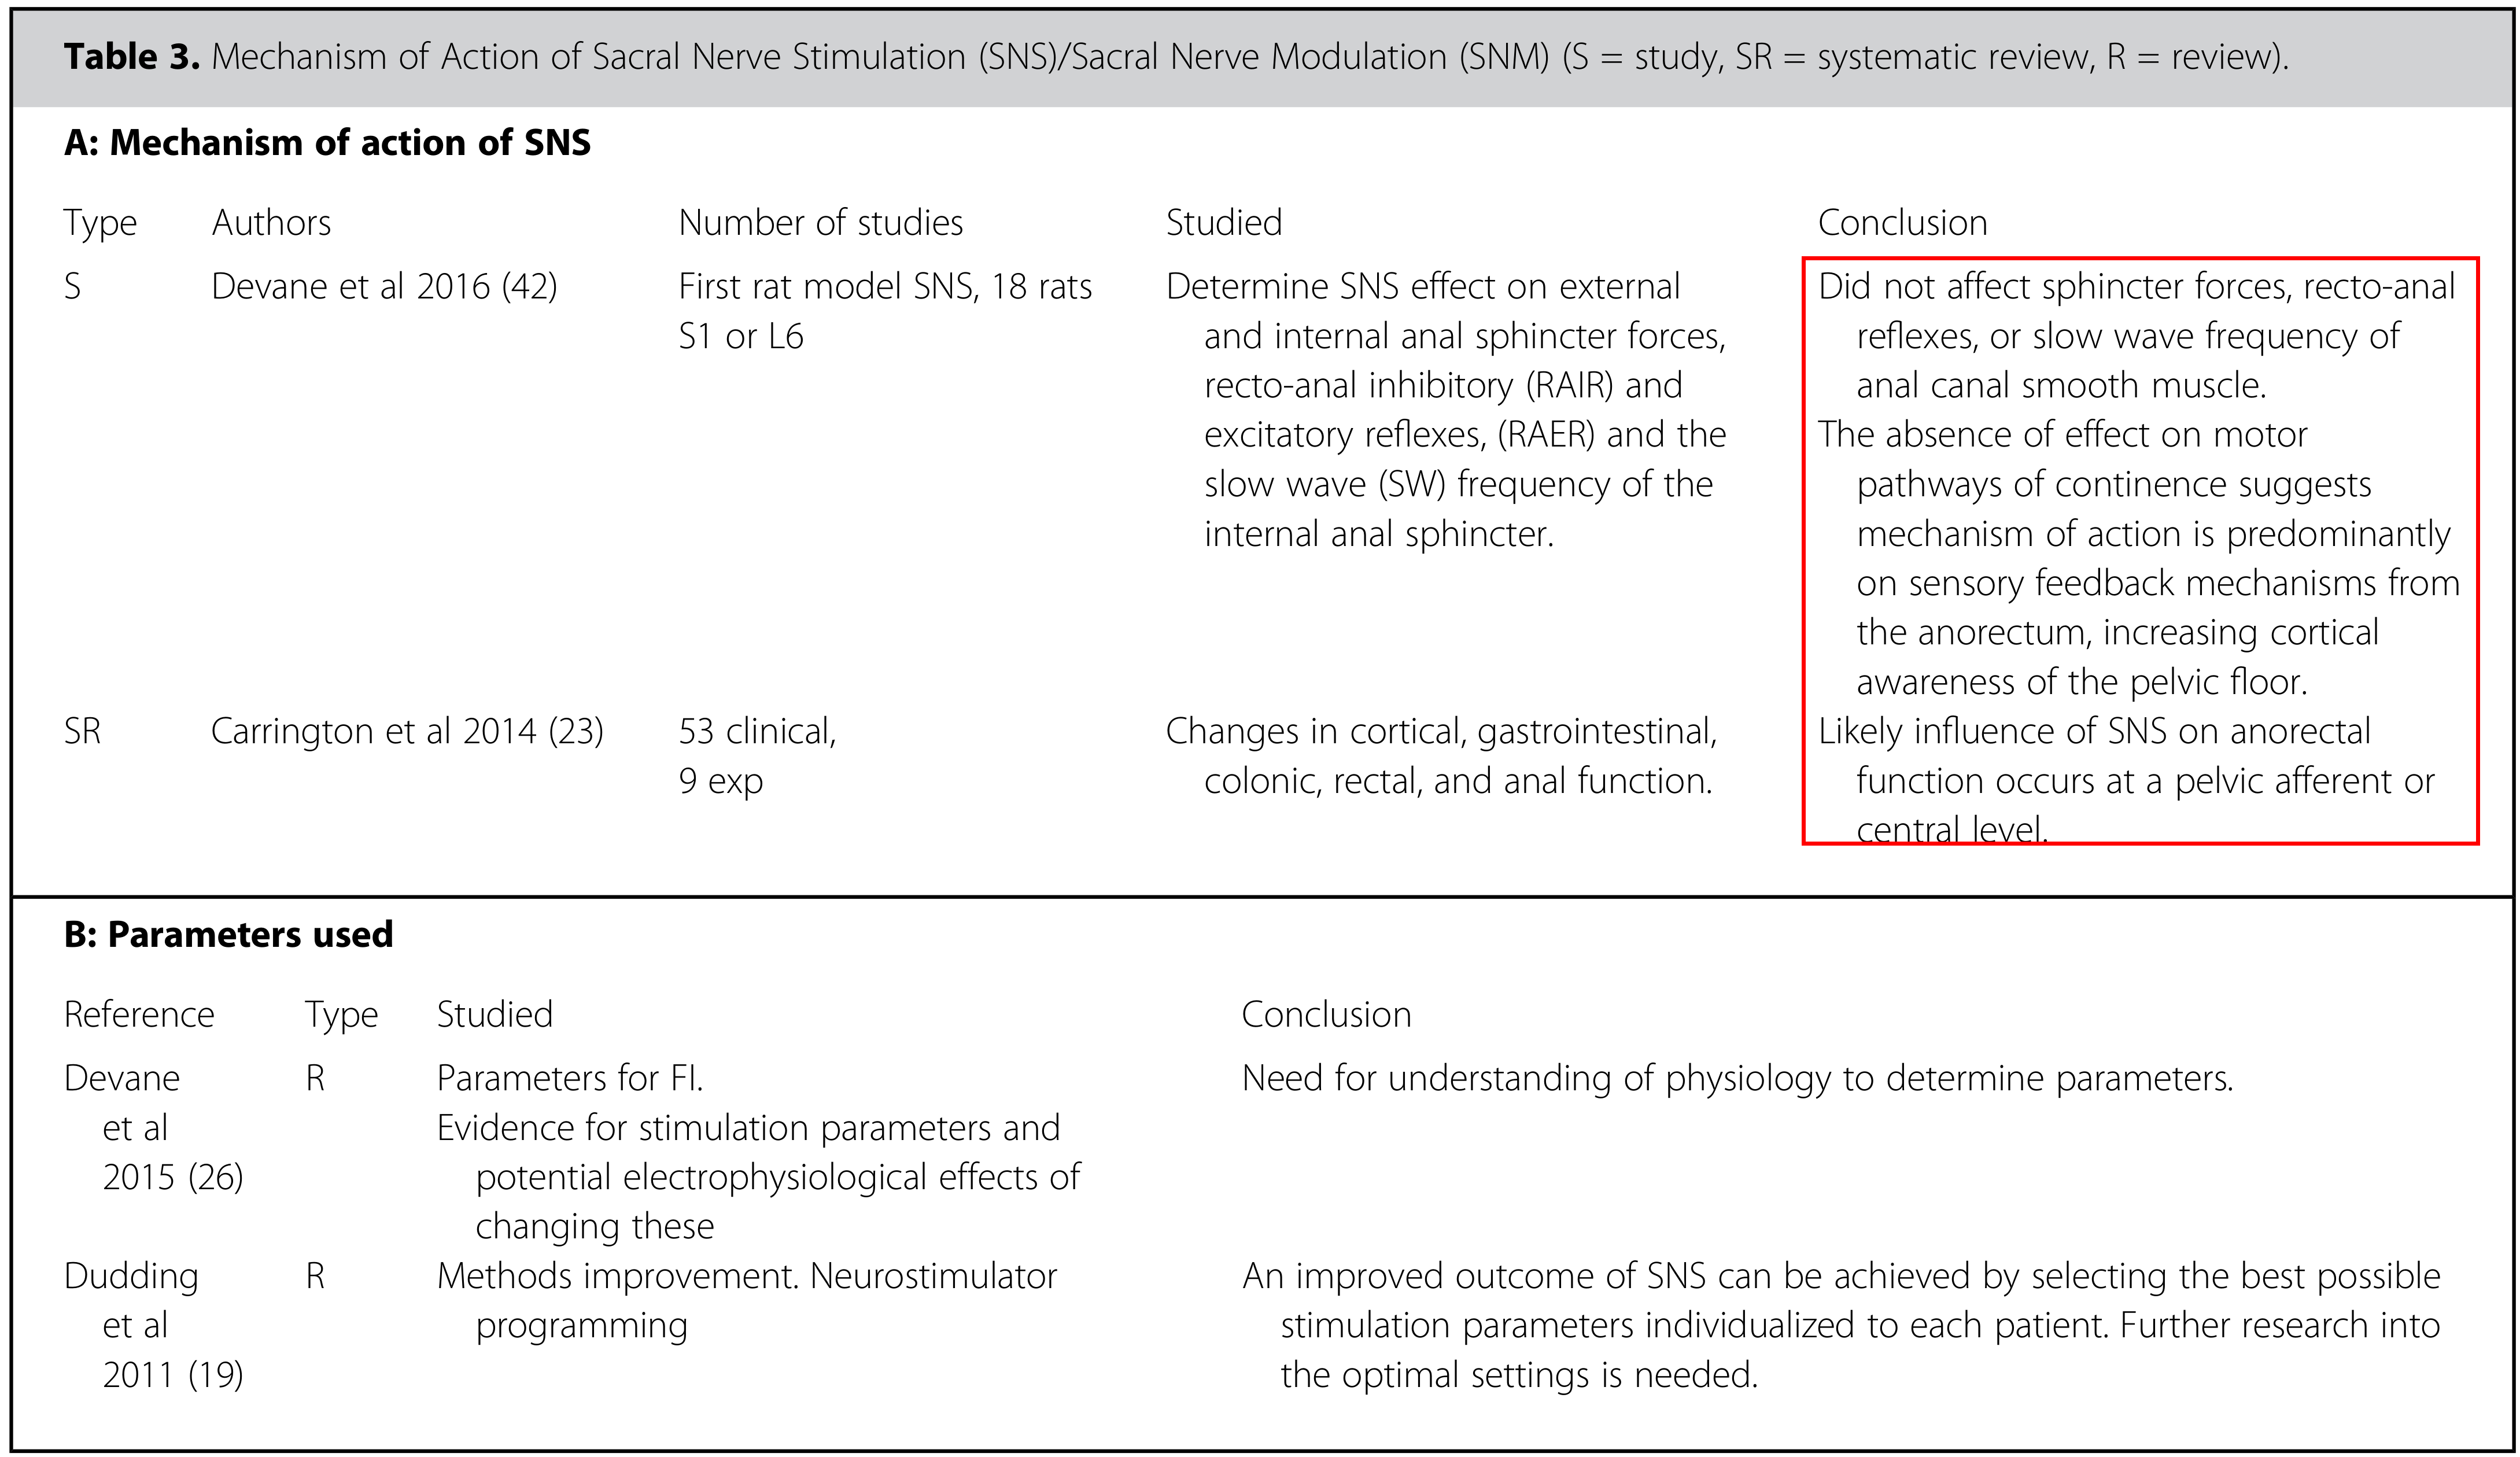 Table 3. Mechanism of Action of Sacral Nerve Stimulation (SNS)/Sacral Nerve Modulation (SNM) (S = study, SR = systematic review, R = review).
A: Mechanism of action of SNS
Type Authors Number of studies Studied Conclusion
S Devane et al 2016 (42) First rat model SNS, 18 rats Determine SNS effect on external Did not affect sphincter forces, recto-anal
S1 or L6 and internal anal sphincter forces, reflexes, or slow wave frequency of
recto-anal inhibitory (RAIR) and anal canal smooth muscle.
excitatory reflexes, (RAER) and the The absence of effect on motor
slow wave (SW) frequency of the pathways of continence suggests
internal anal sphincter. mechanism of action is predominantly
on sensory feedback mechanisms from
the anorectum, increasing cortical
awareness of the pelvic floor.
SR Carrington et al 2014 (23) 53 clinical, Changes in cortical, gastrointestinal, Likely influence of SNS on anorectal
9 exp colonic, rectal, and anal function. function occurs at a pelvic afferent or
central level.
B: Parameters used
Reference Type Studied Conclusion
Devane R Parameters for FI. Need for understanding of physiology to determine parameters.
et al Evidence for stimulation parameters and
2015 (26) potential electrophysiological effects of
changing these
Dudding R Methods improvement. Neurostimulator An improved outcome of SNS can be achieved by selecting the best possible
et al programming stimulation parameters individualized to each patient. Further research into
2011 (19) the optimal settings is needed.